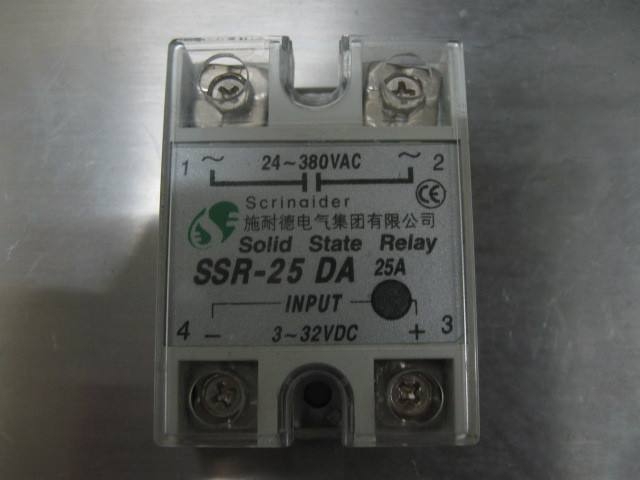 1 ~ 24~380VAC ~ 2
Scrinaider
CE
施耐德电气集团有限公司
Solid State Relay
SSR-25 DA 25A
INPUT
4 - 3~32VDC + 3